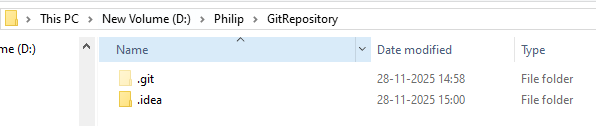 This PC > New Volume (D:) > Philip > GitRepository
me (D:)
Name Date modified Type
.git 28-11-2025 14:58 File folder
.idea 28-11-2025 15:00 File folder